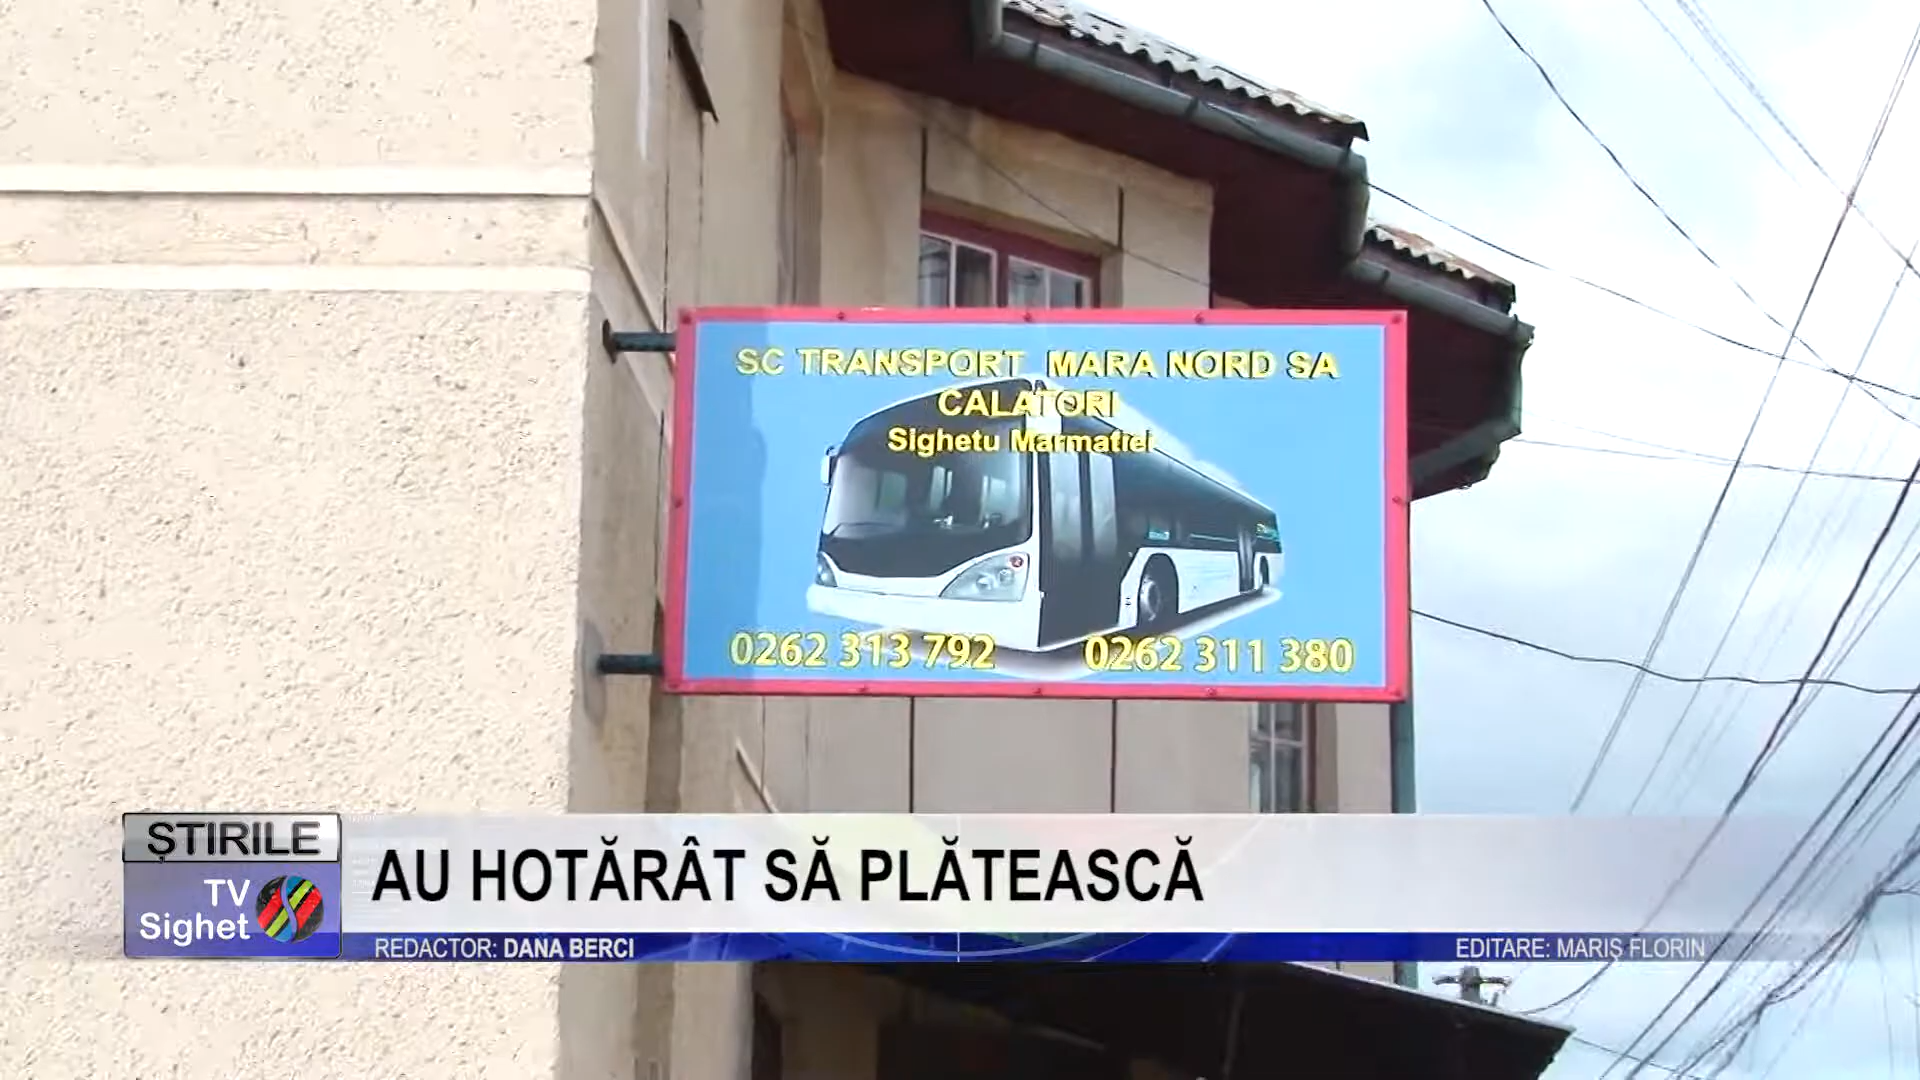 SC TRANSPORT MARA NORD SA
CALATORI
Sighetu Marmatiei
0262 313 792 0262 311 380
ȘTIRILE
TV
Sighet
AU HOTĂRÂT SĂ PLĂTEASCĂ
REDACTOR: DANA BERCI
EDITARE: MARIȘ FLORIN